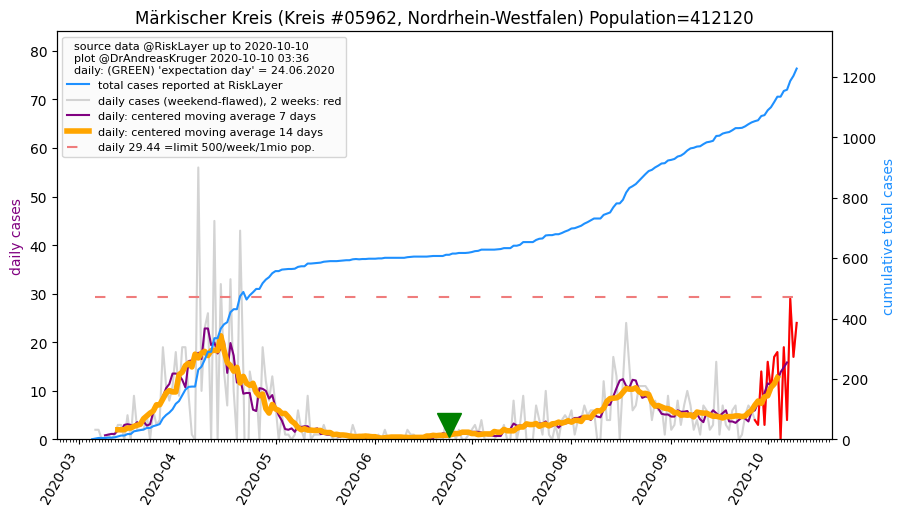 Märkischer Kreis (Kreis #05962, Nordrhein-Westfalen) Population=412120
source data @RiskLayer up to 2020-10-10
plot @DrAndreasKruger 2020-10-10 03:36
daily: (GREEN) 'expectation day' = 24.06.2020
total cases reported at RiskLayer
daily cases (weekend-flawed), 2 weeks: red
daily: centered moving average 7 days
daily: centered moving average 14 days
daily 29.44 =limit 500/week/1mio pop.
daily cases
80
70
60
50
40
30
20
10
0
cumulative total cases
1200
1000
800
600
400
200
0
2020-03
2020-04
2020-05
2020-06
2020-07
2020-08
2020-09
2020-10